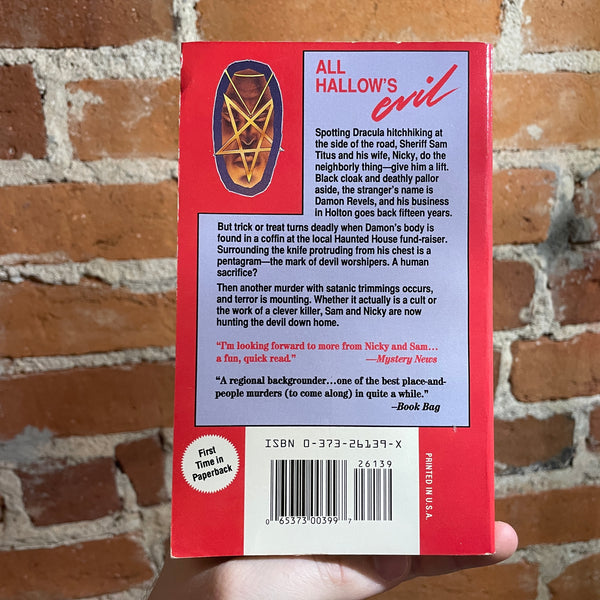 ALL
HALLOW'S
evil
Spotting Dracula hitchhiking at
the side of the road, Sheriff Sam
Titus and his wife, Nicky, do the
neighborly thing—give him a lift.
Black cloak and deathly pallor
aside, the stranger's name is
Damon Revels, and his business
in Holton goes back fifteen years.
But trick or treat turns deadly when Damon's body is
found in a coffin at the local Haunted House fund-raiser.
Surrounding the knife protruding from his chest is a
pentagram—the mark of devil worshipers. A human
sacrifice?
Then another murder with satanic trimmings occurs,
and terror is mounting. Whether it actually is a cult or
the work of a clever killer, Sam and Nicky are now
hunting the devil down home.
"I'm looking forward to more from Nicky and Sam...
a fun, quick read." —Mystery News
"A regional backgrounder...one of the best place-and-
people murders (to come along) in quite a while."
–Book Bag
First
Time in
Paperback
ISBN 0-373-26139-X
26139
0 65373 00399 7
PRINTED IN U.S.A.